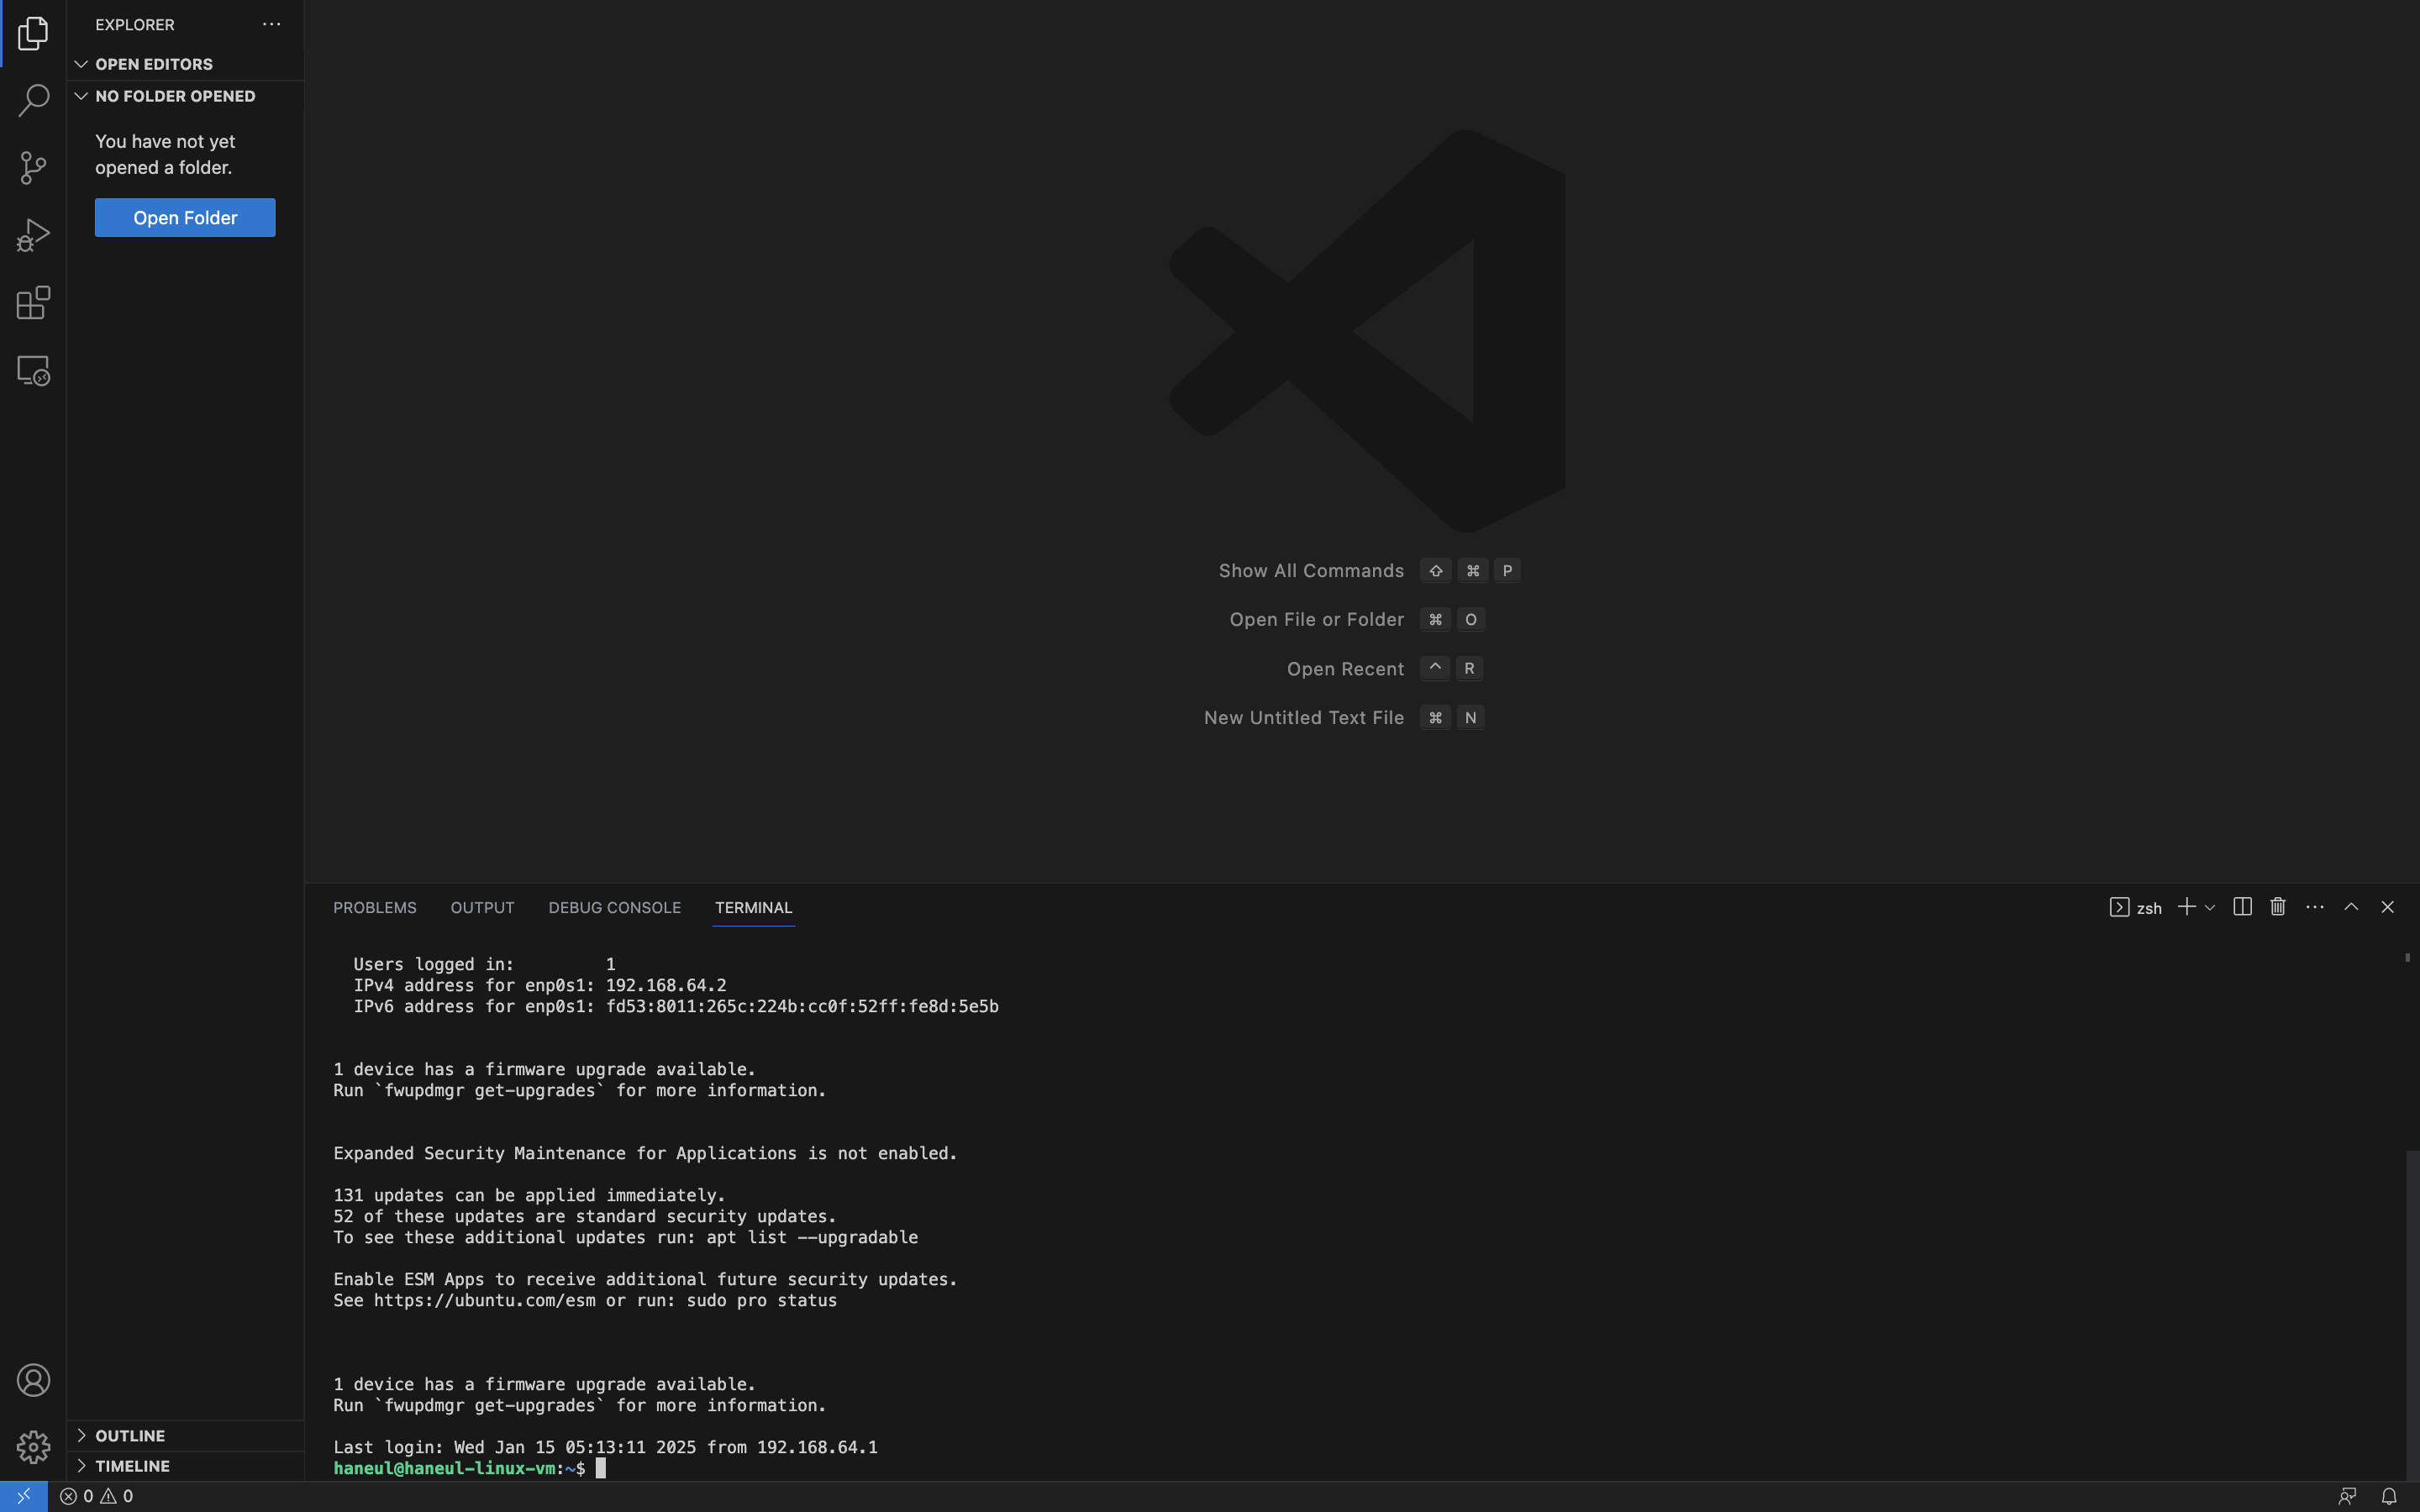 EXPLORER
OPEN EDITORS
NO FOLDER OPENED
You have not yet
opened a folder.
Open Folder
Show All Commands ⇧ ⌘ P
Open File or Folder ⌘ O
Open Recent ^ R
New Untitled Text File ⌘ N
PROBLEMS OUTPUT DEBUG CONSOLE TERMINAL zsh
Users logged in: 1
IPv4 address for enp0s1: 192.168.64.2
IPv6 address for enp0s1: fd53:8011:265c:224b:cc0f:52ff:fe8d:5e5b
1 device has a firmware upgrade available.
Run `fwupdmgr get-upgrades` for more information.
Expanded Security Maintenance for Applications is not enabled.
131 updates can be applied immediately.
52 of these updates are standard security updates.
To see these additional updates run: apt list --upgradable
Enable ESM Apps to receive additional future security updates.
See https://ubuntu.com/esm or run: sudo pro status
1 device has a firmware upgrade available.
Run `fwupdmgr get-upgrades` for more information.
Last login: Wed Jan 15 05:13:11 2025 from 192.168.64.1
haneul@haneul-linux-vm:~$
OUTLINE
TIMELINE
0 0